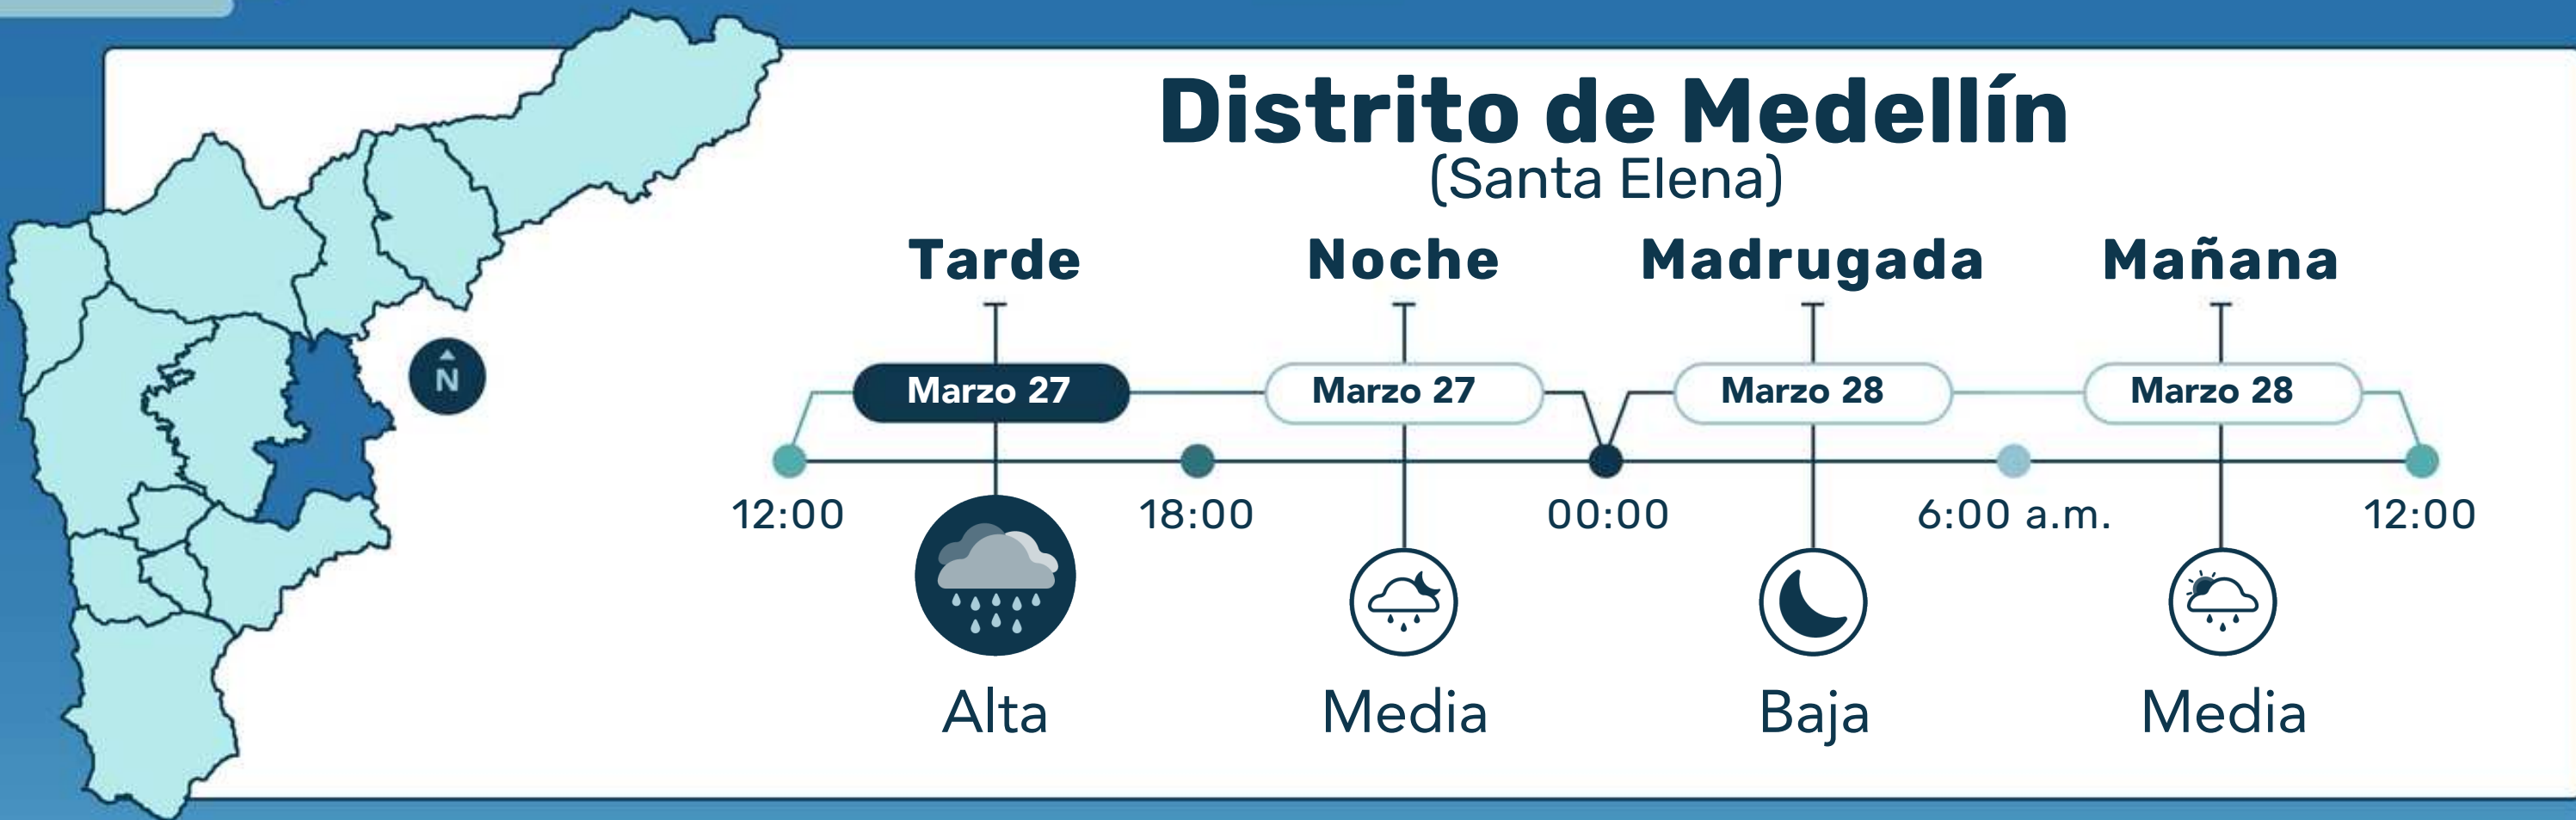 Distrito de Medellín
(Santa Elena)
Tarde Noche Madrugada Mañana
N
Marzo 27 Marzo 27 Marzo 28 Marzo 28
12:00 18:00 00:00 6:00 a.m. 12:00
Alta Media Baja Media